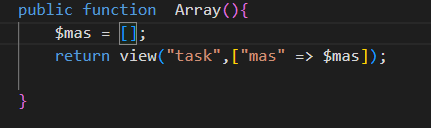 public function Array(){
$mas = [];
return view("task",["mas" => $mas]);
}